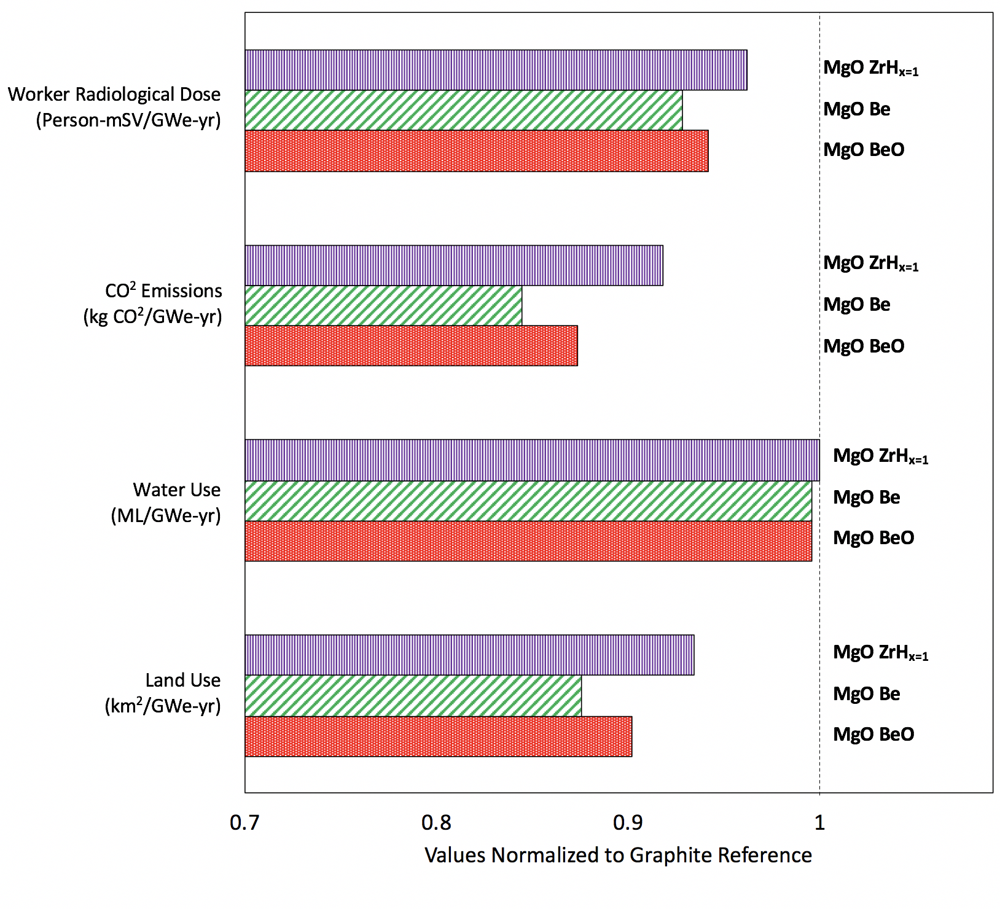 Worker Radiological Dose
(Person-mSV/GWe-yr)
MgO ZrHx=1
MgO Be
MgO BeO
CO² Emissions
(kg CO²/GWe-yr)
MgO ZrHx=1
MgO Be
MgO BeO
Water Use
(ML/GWe-yr)
MgO ZrHx=1
MgO Be
MgO BeO
Land Use
(km²/GWe-yr)
MgO ZrHx=1
MgO Be
MgO BeO
0.7 0.8 0.9 1
Values Normalized to Graphite Reference